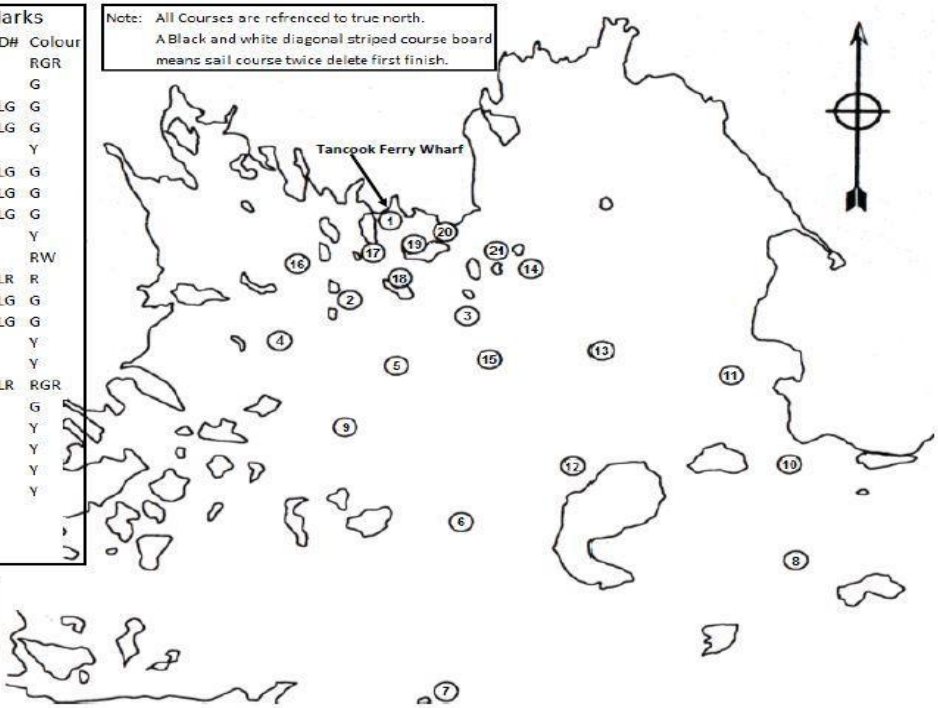 arks
D# Colour
RGR
G
LG G
LG G
Y
LG G
LG G
LG G
Y
RW
LR R
LG G
LG G
Y
Y
LR RGR
G
Y
Y
Y
Y
Note: All Courses are refrenced to true north.
A Black and white diagonal striped course board
means sail course twice delete first finish.
Tancook Ferry Wharf
1
20
19
17
21
16
14
18
2
3
4
13
15
5
11
9
12
10
6
8
7